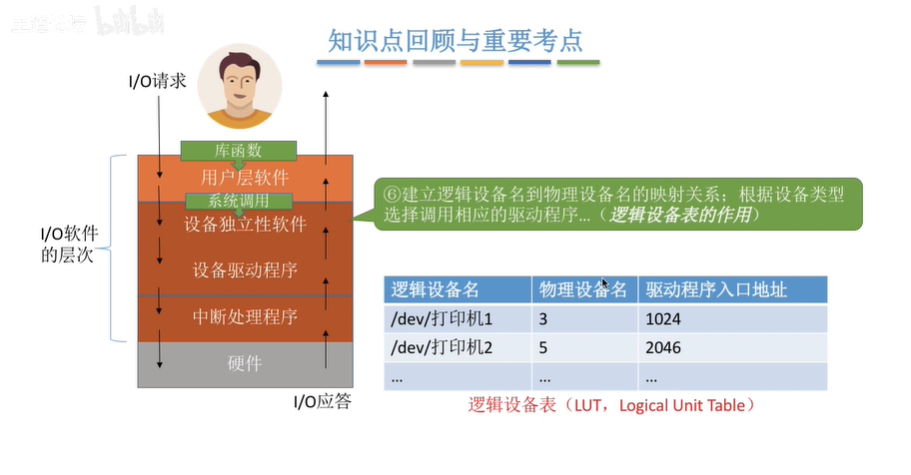 知识点回顾与重要考点
I/O请求
库函数
用户层软件
系统调用
设备独立性软件
设备驱动程序
中断处理程序
硬件
I/O应答
I/O软件
的层次
⑥建立逻辑设备名到物理设备名的映射关系；根据设备类型
选择调用相应的驱动程序…（逻辑设备表的作用）
逻辑设备名 物理设备名 驱动程序入口地址
/dev/打印机1 3 1024
/dev/打印机2 5 2046
… … …
逻辑设备表（LUT，Logical Unit Table）
bilibili